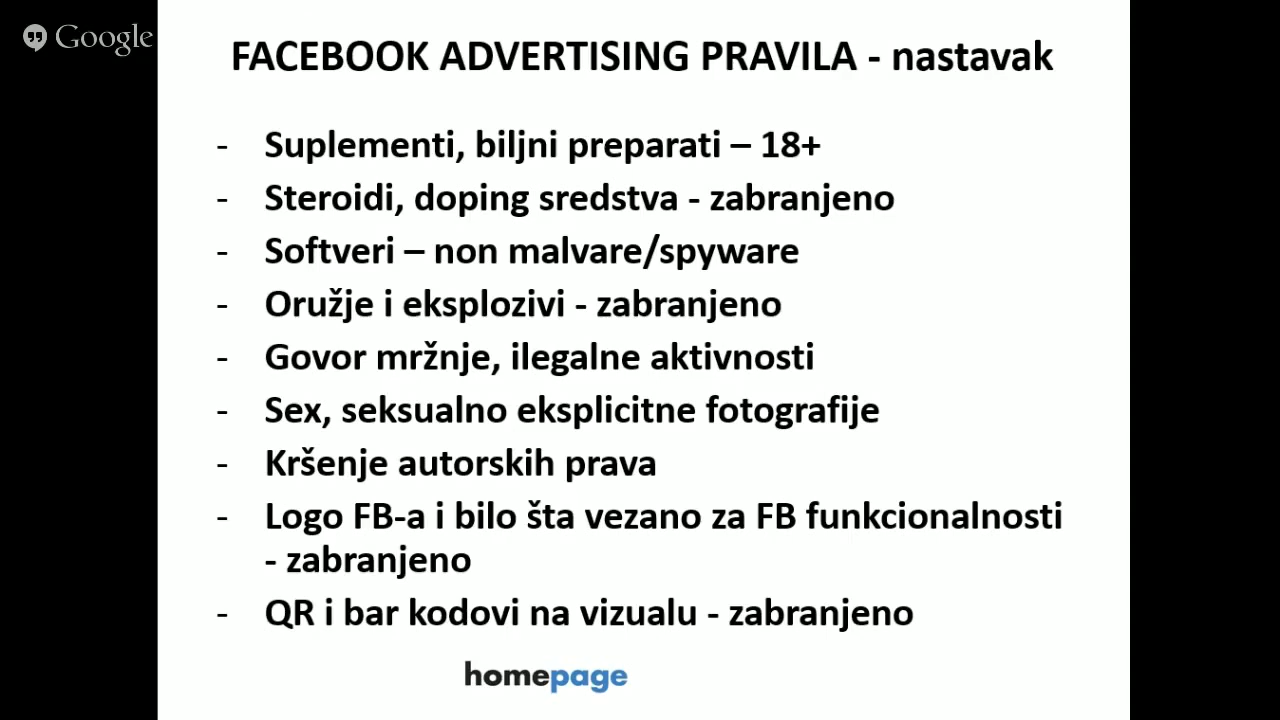 Google
FACEBOOK ADVERTISING PRAVILA - nastavak
- Suplementi, biljni preparati – 18+
- Steroidi, doping sredstva - zabranjeno
- Softveri – non malvare/spyware
- Oružje i eksplozivi - zabranjeno
- Govor mržnje, ilegalne aktivnosti
- Sex, seksualno eksplicitne fotografije
- Kršenje autorskih prava
- Logo FB-a i bilo šta vezano za FB funkcionalnosti
- zabranjeno
- QR i bar kodovi na vizualu - zabranjeno
homepage